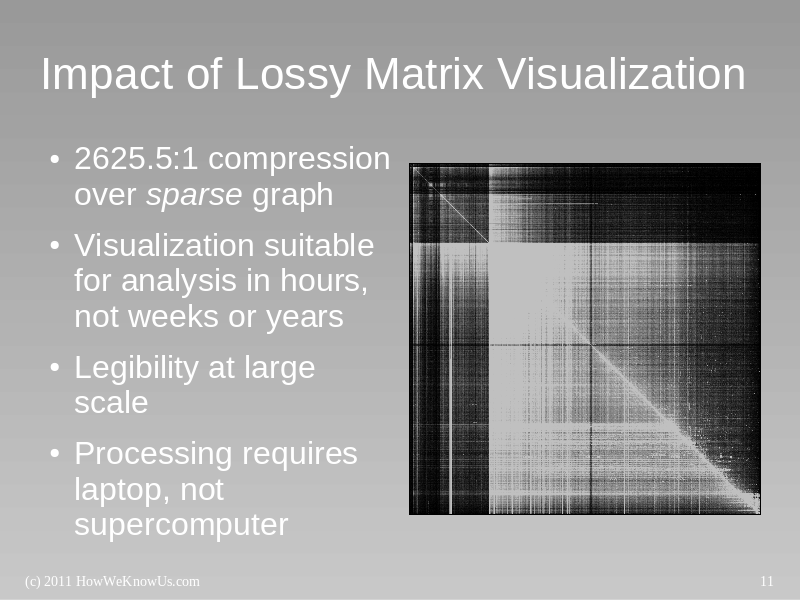 Impact of Lossy Matrix Visualization
• 2625.5:1 compression
over sparse graph
• Visualization suitable
for analysis in hours,
not weeks or years
• Legibility at large
scale
• Processing requires
laptop, not
supercomputer
(c) 2011 HowWeKnowUs.com
11